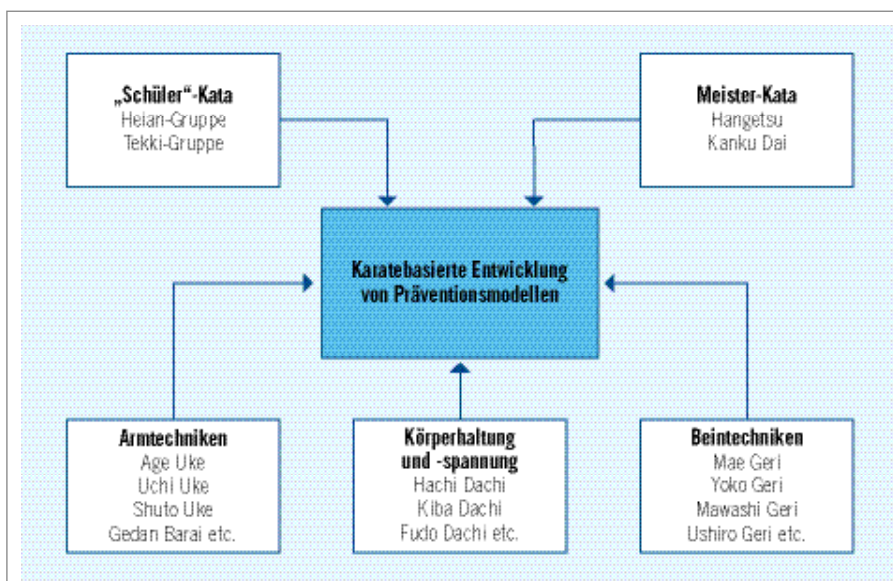 „Schüler“-Kata
Heian-Gruppe
Tekki-Gruppe
Meister-Kata
Hangetsu
Kanku Dai
Karatebasierte Entwicklung
von Präventionsmodellen
Armtechniken
Age Uke
Uchi Uke
Shuto Uke
Gedan Barai etc.
Körperhaltung
und -spannung
Hachi Dachi
Kiba Dachi
Fudo Dachi etc.
Beintechniken
Mae Geri
Yoko Geri
Mawashi Geri
Ushiro Geri etc.